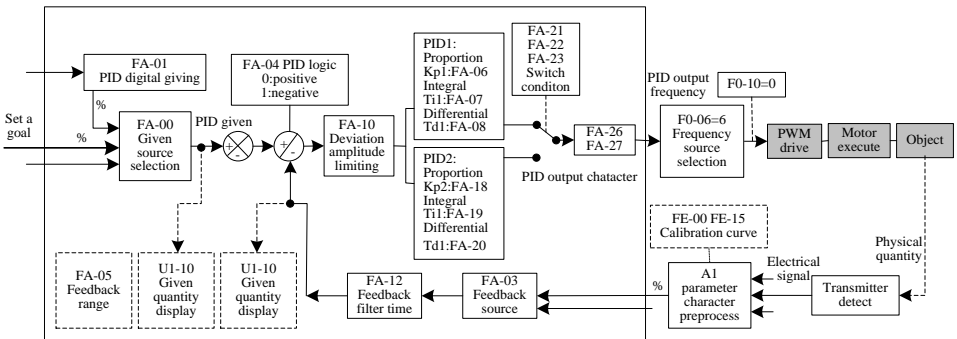 FA-01
PID digital giving
Set a
goal
%
%
FA-00
Given
source
selection
PID given
FA-04 PID logic
0:positive
1:negative
+
-
+
-
FA-10
Deviation
amplitude
limiting
PID1:
Proportion
Kp1:FA-06
Integral
Ti1:FA-07
Differential
Td1:FA-08
PID2:
Proportion
Kp2:FA-18
Integral
Ti1:FA-19
Differential
Td1:FA-20
FA-21
FA-22
FA-23
Switch
conditon
PID output chatacter
FA-26
FA-27
PID output
frequency
F0-10=0
F0-06=6
Frequency
source
selection
PWM
drive
Motor
execute
Object
Physical
quantity
Transmitter
detect
Electrical
signal
FE-00 FE-15
Calibration curve
A1
parameter
character
preprocess
%
FA-03
Feedback
source
FA-12
Feedback
filter time
U1-10
Given
quantity
display
U1-10
Given
quantity
display
FA-05
Feedback
range